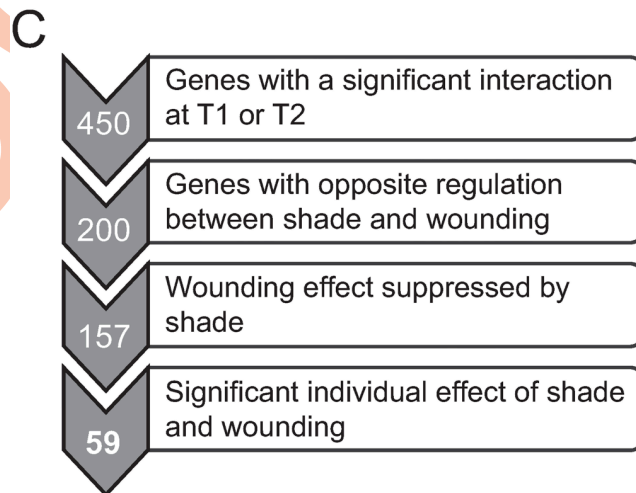 C
450
Genes with a significant interaction
at T1 or T2
200
Genes with opposite regulation
between shade and wounding
157
Wounding effect suppressed by
shade
59
Significant individual effect of shade
and wounding